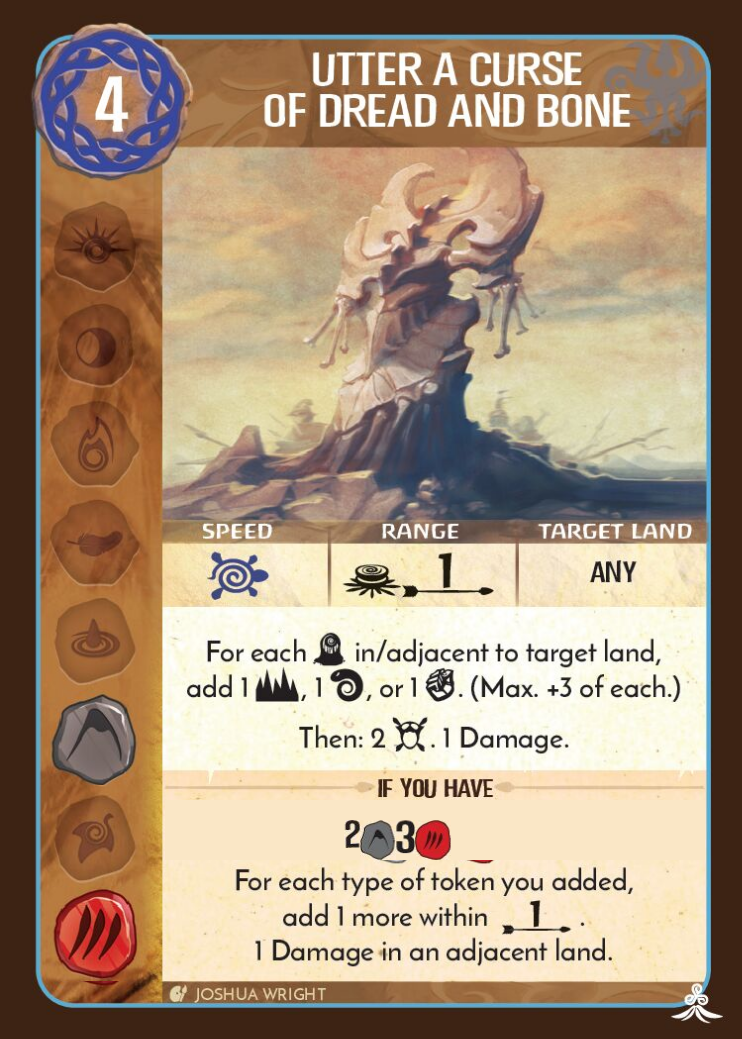 4
UTTER A CURSE
OF DREAD AND BONE
SPEED RANGE TARGET LAND
1 ANY
For each in/adjacent to target land,
add 1 , 1 , or 1 . (Max. +3 of each.)
Then: 2 . 1 Damage.
IF YOU HAVE
2 3
For each type of token you added,
add 1 more within 1 .
1 Damage in an adjacent land.
JOSHUA WRIGHT